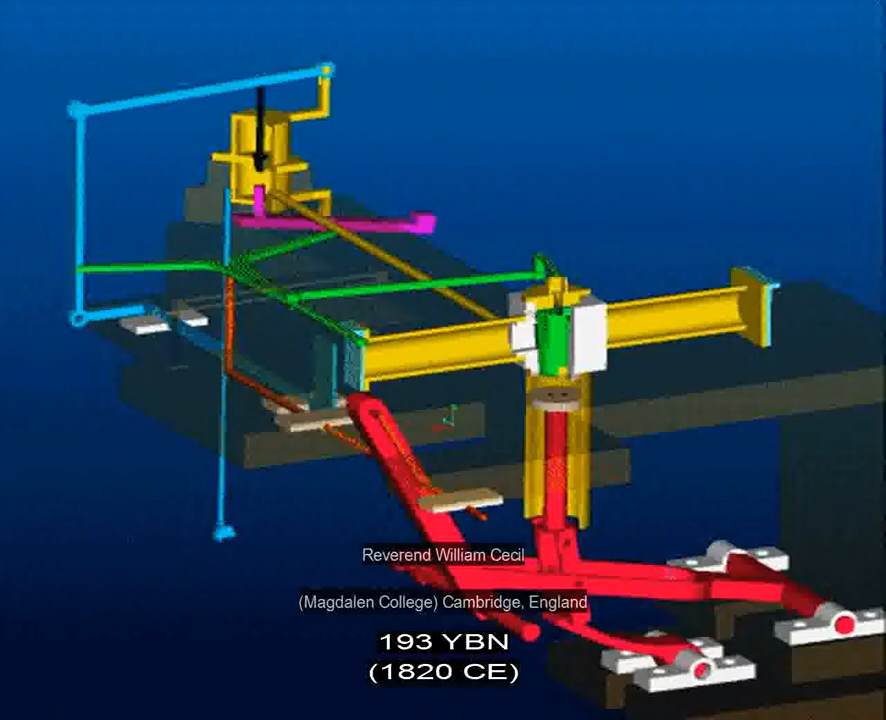 Reverend William Cecil
(Magdalen College) Cambridge, England
193 YBN
(1820 CE)